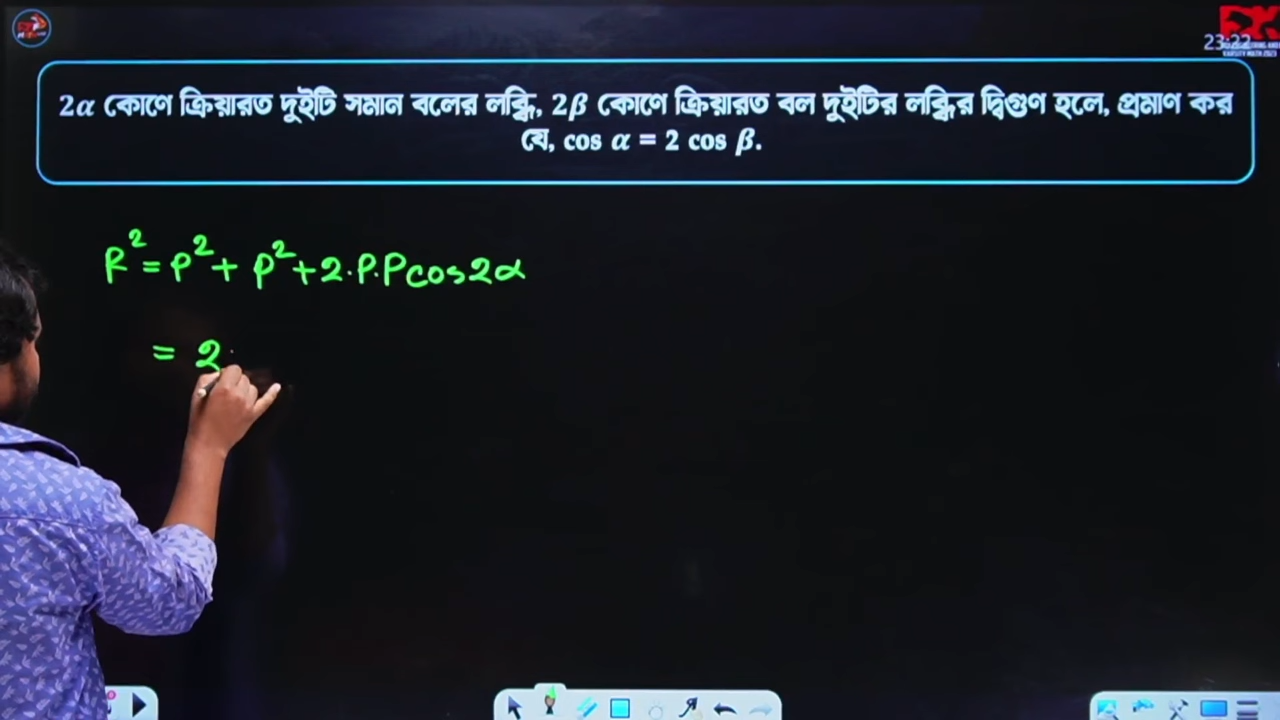 23:22
2α কোণে ক্রিয়ারত দুইটি সমান বলের লব্ধি, 2β কোণে ক্রিয়ারত বল দুইটির লব্ধির দ্বিগুণ হলে, প্রমাণ কর
যে, cos α = 2 cos β.
R² = P² + P² + 2·P·P cos2α
= 2